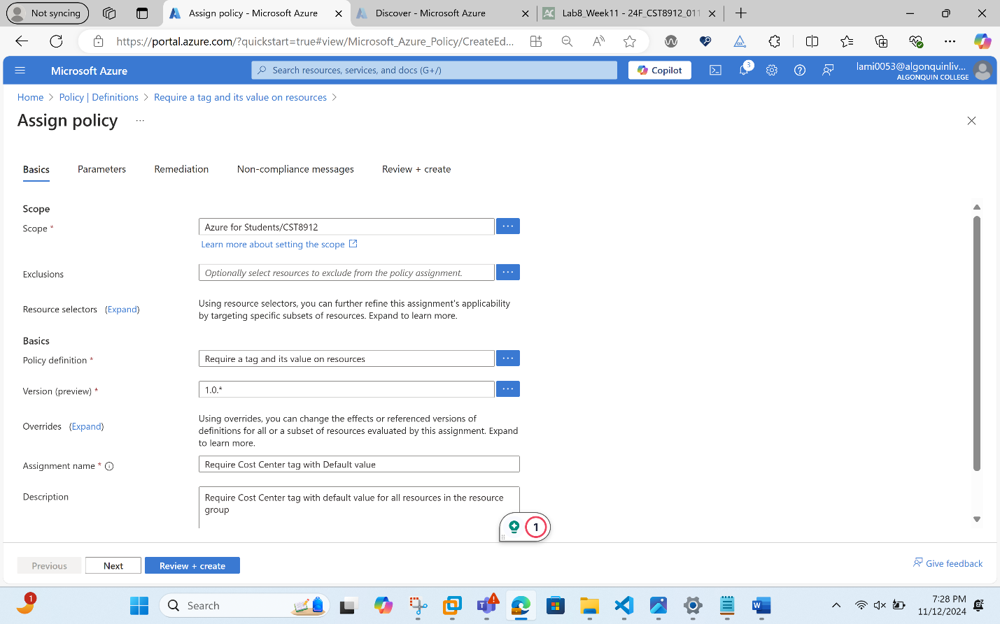 Not syncing
Assign policy - Microsoft Azure
Discover - Microsoft Azure
Lab8_Week11 - 24F_CST8912_011
https://portal.azure.com/?quickstart=true#view/Microsoft_Azure_Policy/CreateEd...
Microsoft Azure
Search resources, services, and docs (G+/)
Copilot
3
lami0053@algonquinliv...
ALGONQUIN COLLEGE
Home > Policy | Definitions > Require a tag and its value on resources >
Assign policy ...
Basics
Parameters
Remediation
Non-compliance messages
Review + create
Scope
Scope *
Azure for Students/CST8912
Learn more about setting the scope
Exclusions
Optionally select resources to exclude from the policy assignment.
Resource selectors (Expand)
Using resource selectors, you can further refine this assignment's applicability
by targeting specific subsets of resources. Expand to learn more.
Basics
Policy definition *
Require a tag and its value on resources
Version (preview) *
1.0.*
Overrides (Expand)
Using overrides, you can change the effects or referenced versions of
definitions for all or a subset of resources evaluated by this assignment. Expand
to learn more.
Assignment name *
Require Cost Center tag with Default value
Description
Require Cost Center tag with default value for all resources in the resource
group
1
Previous
Next
Review + create
Give feedback
1
Search
7:28 PM
11/12/2024